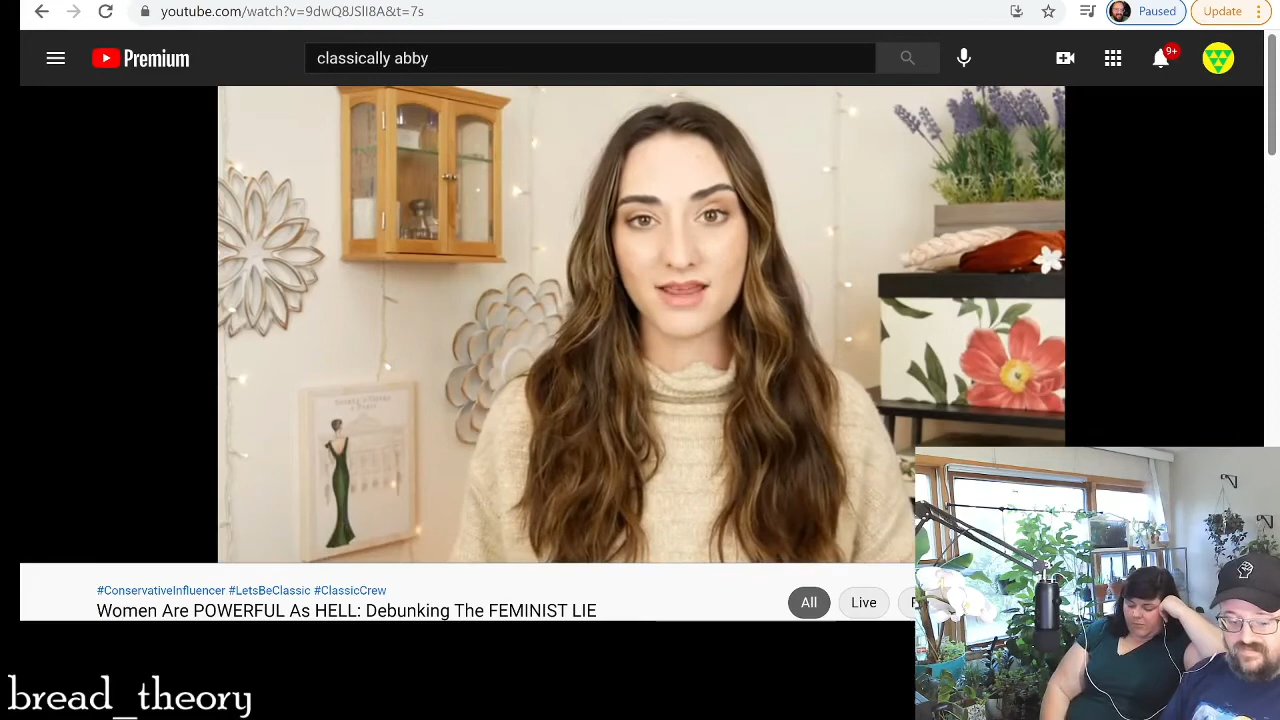 youtube.com/watch?v=9dwQ8JSlI8A&t=7s
Paused
Update
Premium
classically abby
9+
#ConservativeInfluencer #LetsBeClassic #ClassicCrew
Women Are POWERFUL As HELL: Debunking The FEMINIST LIE
All
Live
bread_theory